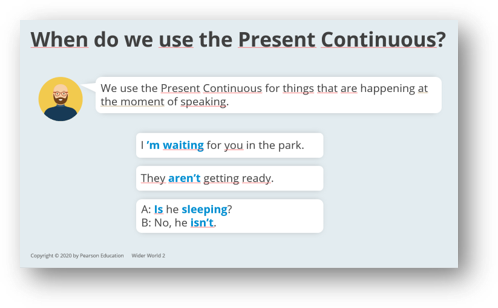 When do we use the Present Continuous?
We use the Present Continuous for things that are happening at
the moment of speaking.
I 'm waiting for you in the park.
They aren't getting ready.
A: Is he sleeping?
B: No, he isn't.
Copyright © 2020 by Pearson Education Wider World 2